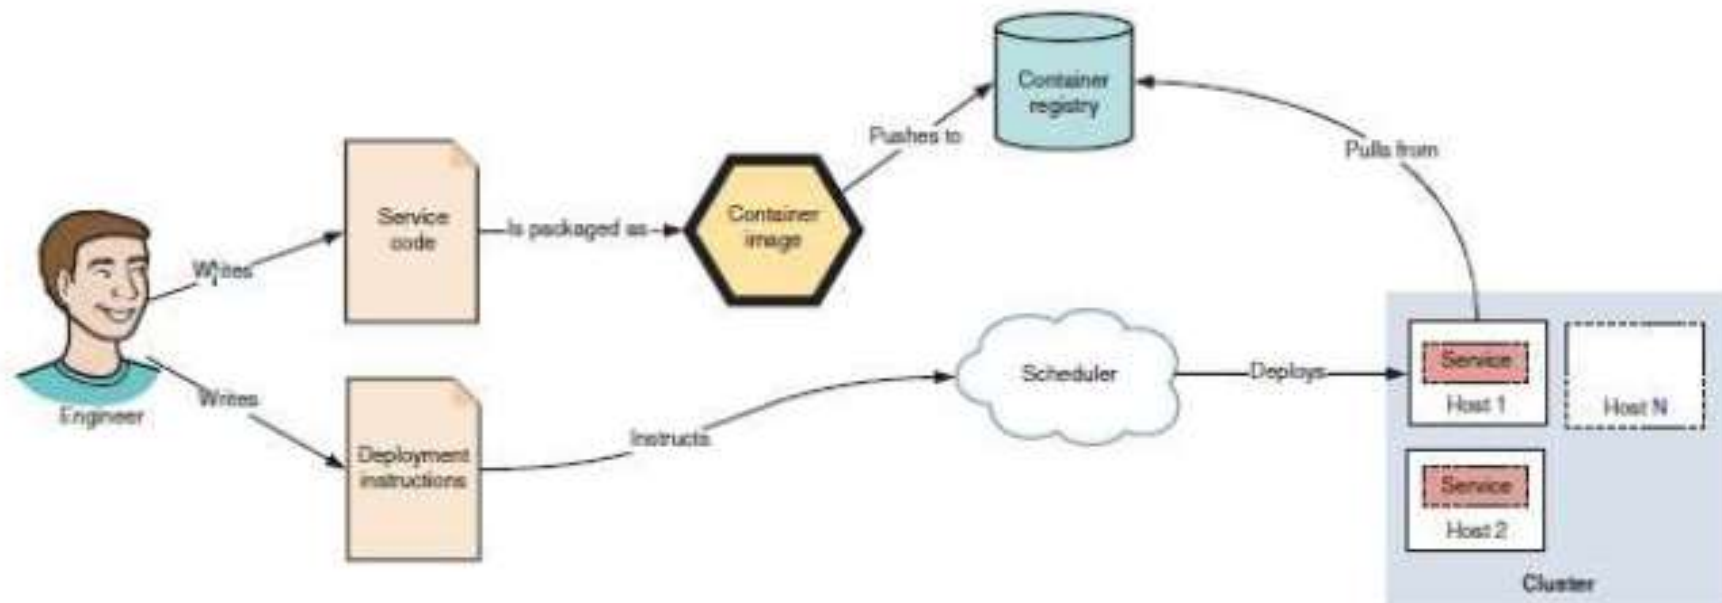 Container
registry
Pushes to
Pulls from
Service
code
Is packaged as
Container
image
Writes
Engineer
Writes
Deployment
instructions
Instructs
Scheduler
Deploys
Service
Host 1
Host N
Service
Host 2
Cluster